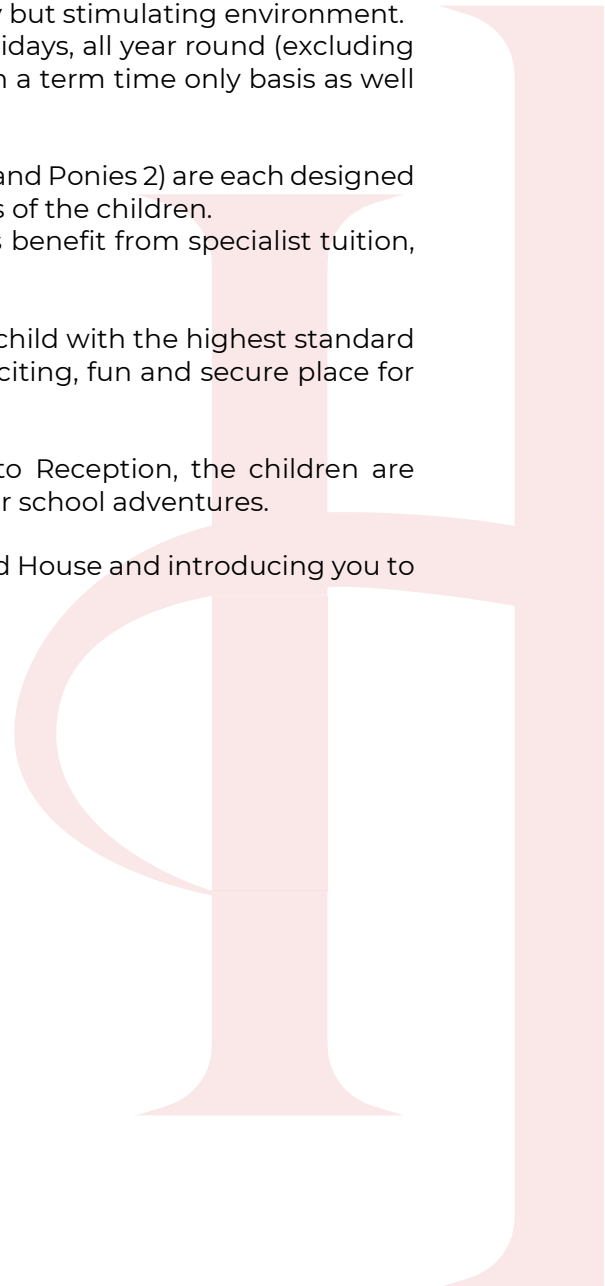 but stimulating environment.
idays, all year round (excluding
a term time only basis as well
and Ponies 2) are each designed
of the children.
benefit from specialist tuition,
child with the highest standard
citing, fun and secure place for
to Reception, the children are
r school adventures.
d House and introducing you to